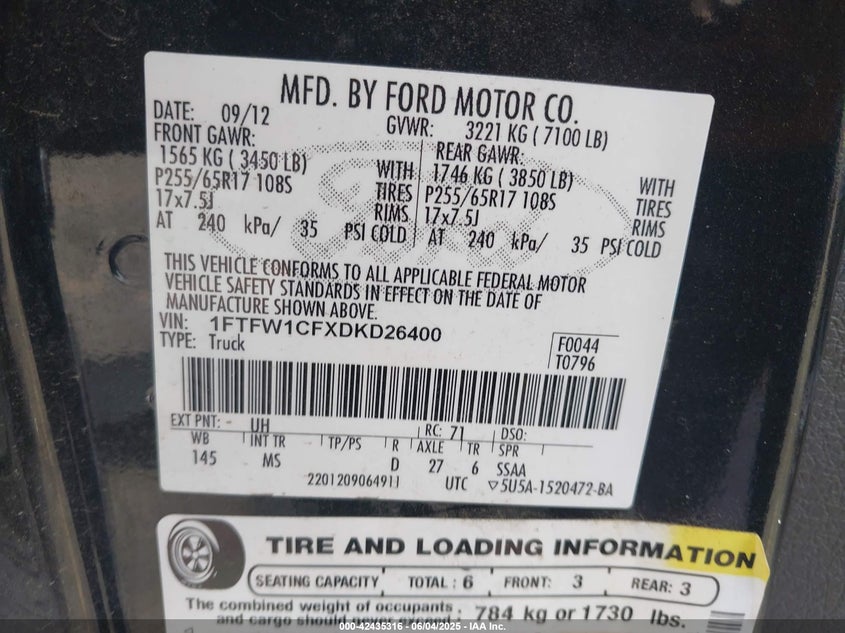 MFD. BY FORD MOTOR CO.
DATE: 09/12 GVWR: 3221 KG ( 7100 LB)
FRONT GAWR: REAR GAWR:
1565 KG ( 3450 LB) WITH 1746 KG ( 3850 LB) WITH
P255/65R17 108S TIRES P255/65R17 108S TIRES
17x7.5J RIMS 17x7.5J RIMS
AT 240 kPa/ 35 PSI COLD AT 240 kPa/ 35 PSI COLD
THIS VEHICLE CONFORMS TO ALL APPLICABLE FEDERAL MOTOR
VEHICLE SAFETY STANDARDS IN EFFECT ON THE DATE OF
MANUFACTURE SHOWN ABOVE.
VIN: 1FTFW1CFXDKD26400
TYPE: Truck
F0044
T0796
EXT PNT: - UH RC: 71 DSO:
WB INT TR TP/PS R AXLE TR SPR
145 MS D 27 6 SSAA
220120906491J UTC ▽5U5A-1520472-BA
TIRE AND LOADING INFORMATION
SEATING CAPACITY TOTAL : 6 FRONT: 3 REAR: 3
The combined weight of occupants
and cargo should never exceed 784 kg or 1730 lbs.
000-42435316 - 06/04/2025 - IAA Inc.